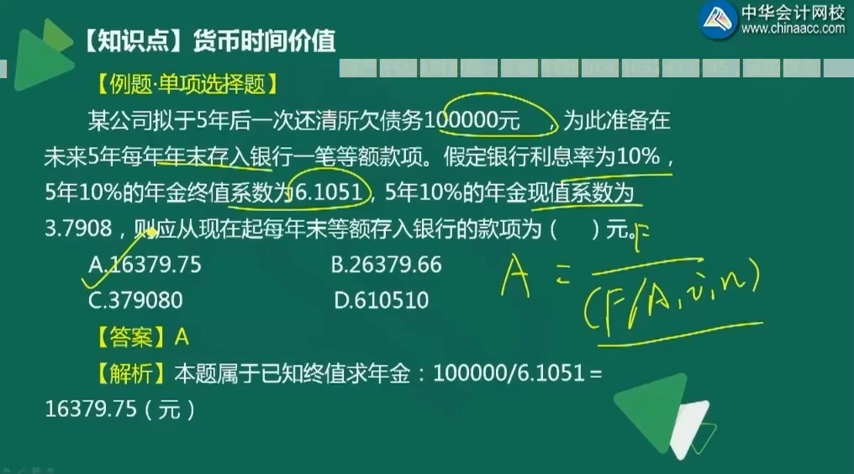 中华会计网校
www.chinaacc.com
【知识点】货币时间价值
【例题·单项选择题】
某公司拟于5年后一次还清所欠债务100000元 ，为此准备在
未来5年每年年末存入银行一笔等额款项。假定银行利息率为10%，
5年10%的年金终值系数为6.1051，5年10%的年金现值系数为
3.7908，则应从现在起每年末等额存入银行的款项为（ ）元。
A.16379.75 B.26379.66
C.379080 D.610510
A = F/(F/A,i,n)
【答案】A
【解析】本题属于已知终值求年金：100000/6.1051＝
16379.75（元）